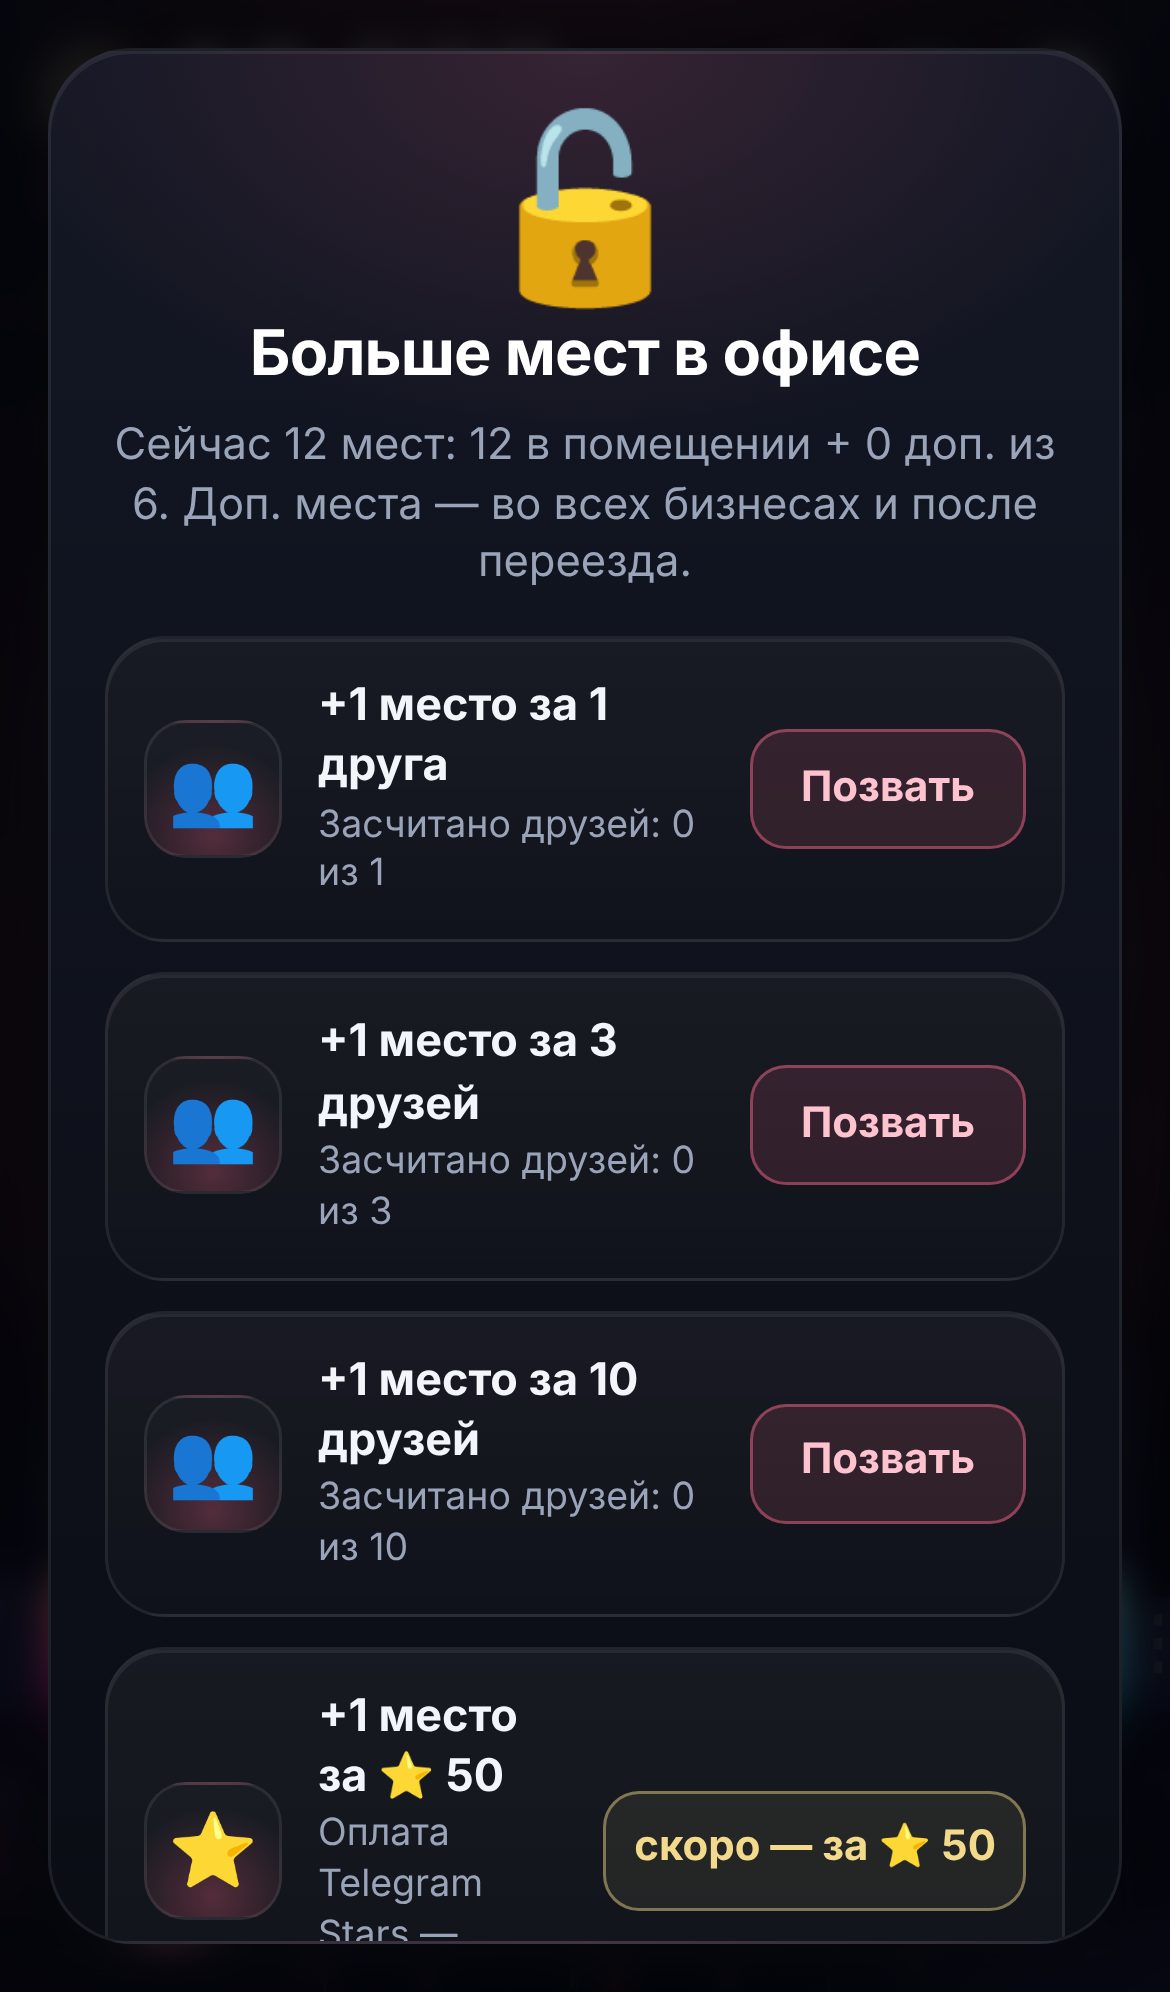 Больше мест в офисе
Сейчас 12 мест: 12 в помещении + 0 доп. из
6. Доп. места — во всех бизнесах и после
переезда.
+1 место за 1
друга
Засчитано друзей: 0
из 1
Позвать
+1 место за 3
друзей
Засчитано друзей: 0
из 3
Позвать
+1 место за 10
друзей
Засчитано друзей: 0
из 10
Позвать
+1 место
за ⭐ 50
Оплата
Telegram
Stars —
скоро — за ⭐ 50